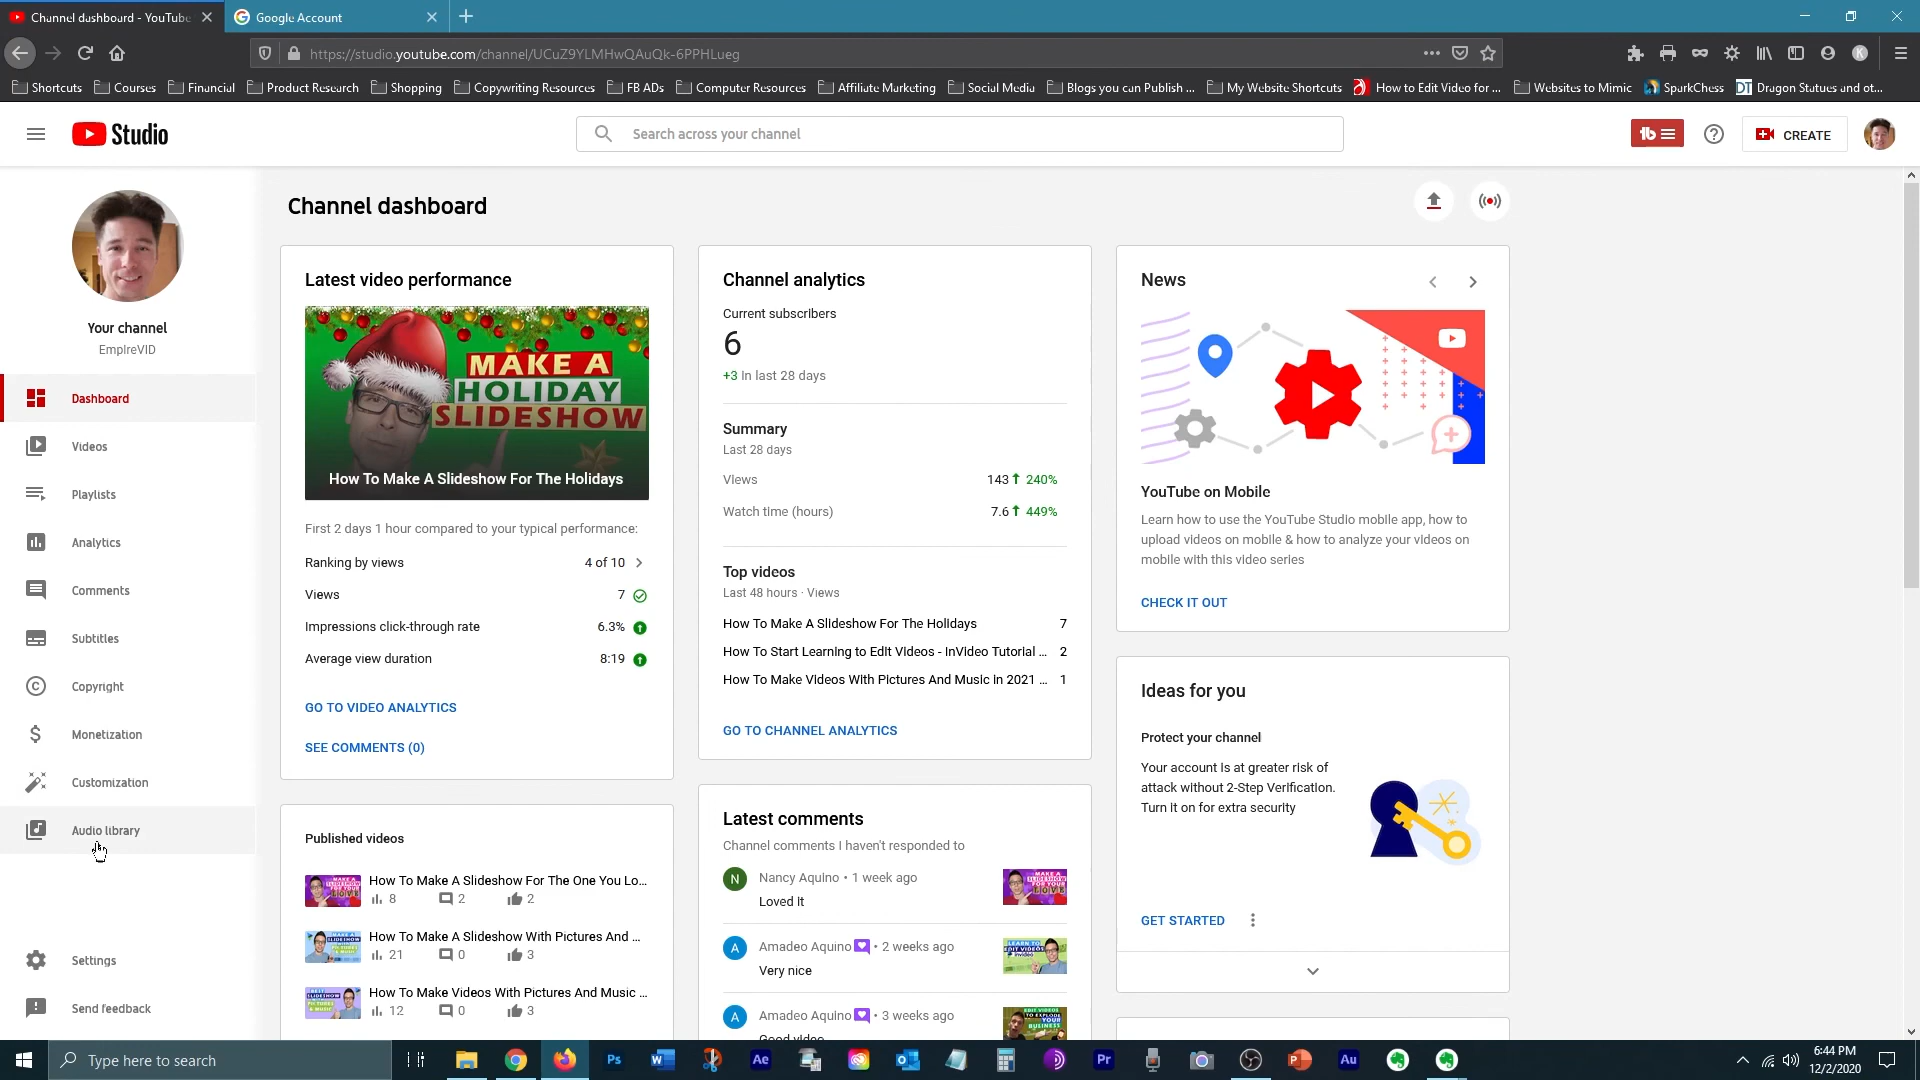 Channel dashboard - YouTube
Google Account
https://studio.youtube.com/channel/UCuZ9YLMHwQAuQk-6PPHLueg
Shortcuts Courses Financial Product Research Shopping Copywriting Resources FB ADs Computer Resources Affiliate Marketing Social Media Blogs you can Publish ... My Website Shortcuts How to Edit Video for ... Websites to Mimic SparkChess DT Dragon Statues and ot...
Studio
Search across your channel
tb
CREATE
Your channel
EmpIreVID
Dashboard
Videos
Playlists
Analytics
Comments
Subtitles
Copyright
Monetization
Customization
Audio library
Settings
Send feedback
Channel dashboard
Latest video performance
MAKE A
HOLIDAY
SLIDESHOW
How To Make A Slideshow For The Holidays
First 2 days 1 hour compared to your typical performance:
Ranking by views 4 of 10
Views 7
Impressions click-through rate 6.3%
Average view duration 8:19
GO TO VIDEO ANALYTICS
SEE COMMENTS (0)
Published videos
How To Make A Slideshow For The One You Lo...
8 2 2
How To Make A Slideshow With Pictures And ...
21 0 3
How To Make Videos With Pictures And Music ...
12 0 3
Channel analytics
Current subscribers
6
+3 In last 28 days
Summary
Last 28 days
Views 143 240%
Watch time (hours) 7.6 449%
Top videos
Last 48 hours · Views
How To Make A Slideshow For The Holidays 7
How To Start Learning to Edit Videos - InVideo Tutorial ... 2
How To Make Videos With Pictures And Music In 2021 ... 1
GO TO CHANNEL ANALYTICS
Latest comments
Channel comments I haven't responded to
N
Nancy Aquino • 1 week ago
Loved it
A
Amadeo Aquino • 2 weeks ago
Very nice
A
Amadeo Aquino • 3 weeks ago
Good video
News
YouTube on Mobile
Learn how to use the YouTube Studio mobile app, how to
upload videos on mobile & how to analyze your videos on
mobile with this video series
CHECK IT OUT
Ideas for you
Protect your channel
Your account is at greater risk of
attack without 2-Step Verification.
Turn it on for extra security
GET STARTED
Type here to search
Ps
W
Ae
Pr
P
Au
6:44 PM
12/2/2020